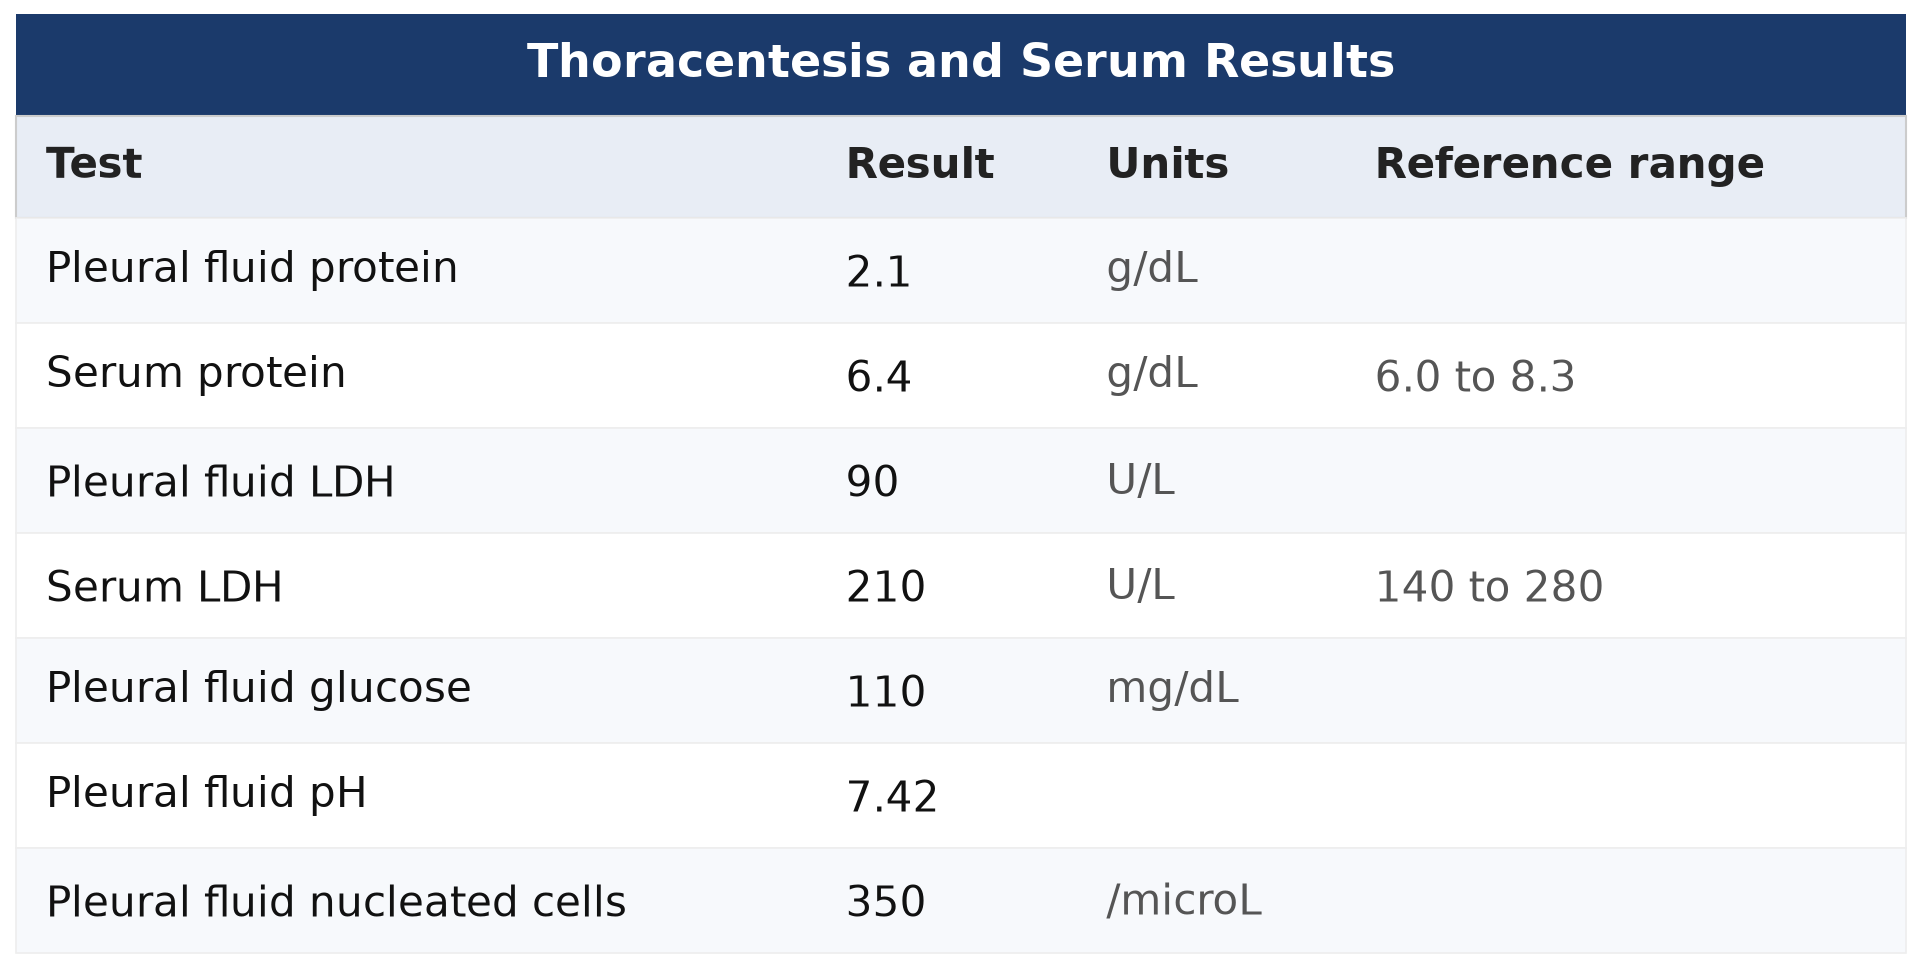 Thoracentesis and Serum Results
Test Result Units Reference range
Pleural fluid protein 2.1 g/dL
Serum protein 6.4 g/dL 6.0 to 8.3
Pleural fluid LDH 90 U/L
Serum LDH 210 U/L 140 to 280
Pleural fluid glucose 110 mg/dL
Pleural fluid pH 7.42
Pleural fluid nucleated cells 350 /microL